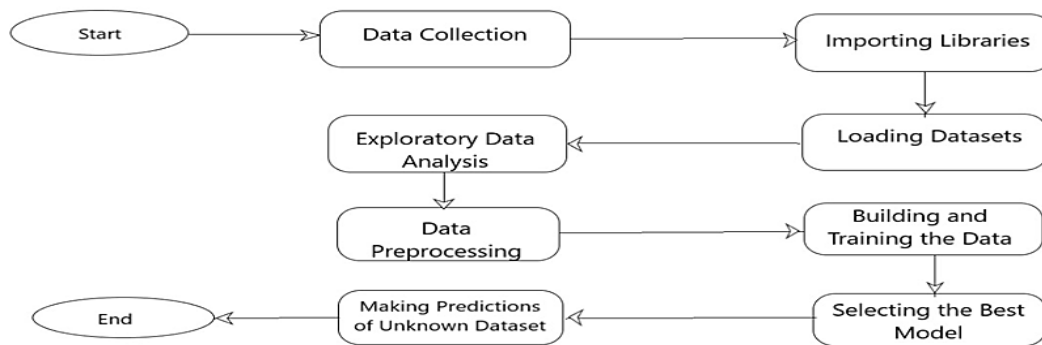 Start
Data Collection
Importing Libraries
Loading Datasets
Exploratory Data
Analysis
Data
Preprocessing
Building and
Training the Data
Selecting the Best
Model
Making Predictions
of Unknown Dataset
End